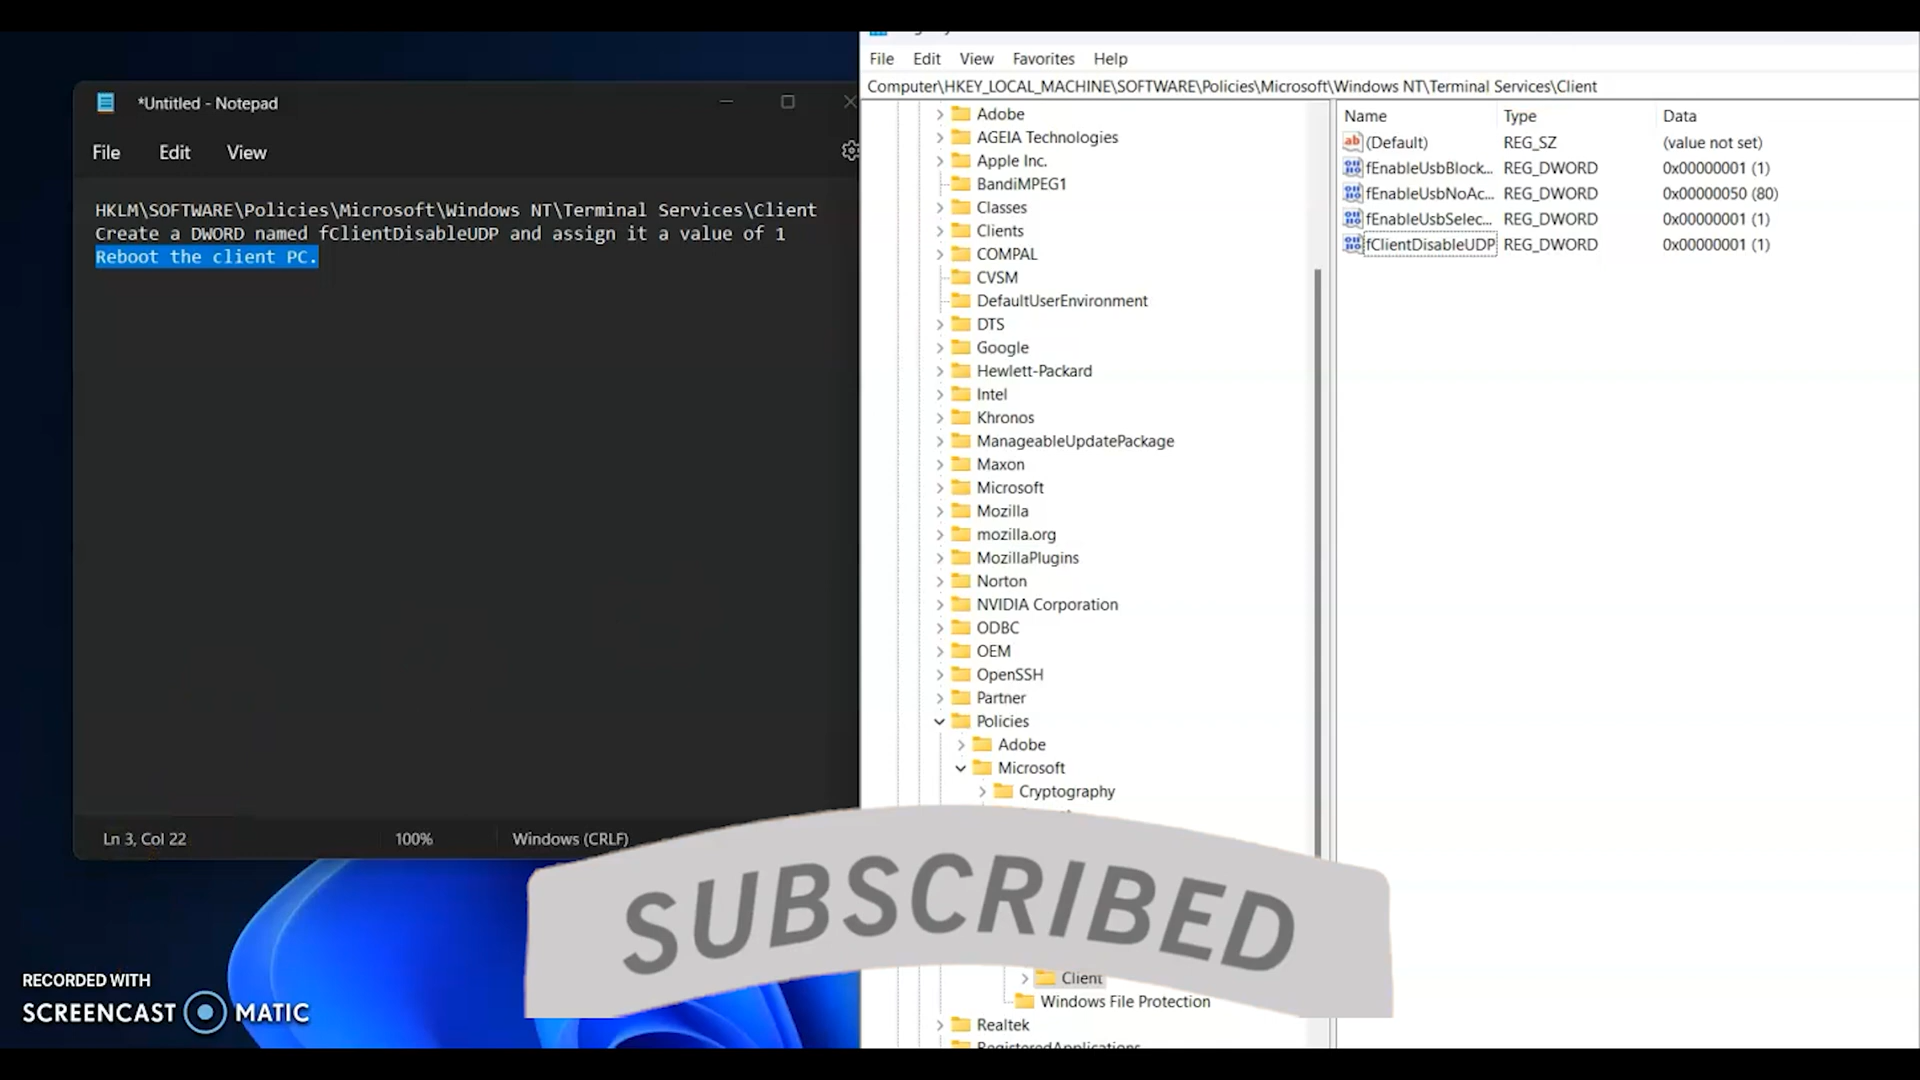 *Untitled - Notepad
File Edit View
HKLM\SOFTWARE\Policies\Microsoft\Windows NT\Terminal Services\Client
Create a DWORD named fClientDisableUDP and assign it a value of 1
Reboot the client PC.
Ln 3, Col 22 100% Windows (CRLF)
RECORDED WITH
SCREENCAST MATIC
File Edit View Favorites Help
Computer\HKEY_LOCAL_MACHINE\SOFTWARE\Policies\Microsoft\Windows NT\Terminal Services\Client
Adobe
AGEIA Technologies
Apple Inc.
BandiMPEG1
Classes
Clients
COMPAL
CVSM
DefaultUserEnvironment
DTS
Google
Hewlett-Packard
Intel
Khronos
ManageableUpdatePackage
Maxon
Microsoft
Mozilla
mozilla.org
MozillaPlugins
Norton
NVIDIA Corporation
ODBC
OEM
OpenSSH
Partner
Policies
Adobe
Microsoft
Cryptography
Client
Windows File Protection
Realtek
RegisteredApplications
Name Type Data
(Default) REG_SZ (value not set)
fEnableUsbBlock... REG_DWORD 0x00000001 (1)
fEnableUsbNoAc... REG_DWORD 0x00000050 (80)
fEnableUsbSelec... REG_DWORD 0x00000001 (1)
fClientDisableUDP REG_DWORD 0x00000001 (1)
SUBSCRIBED